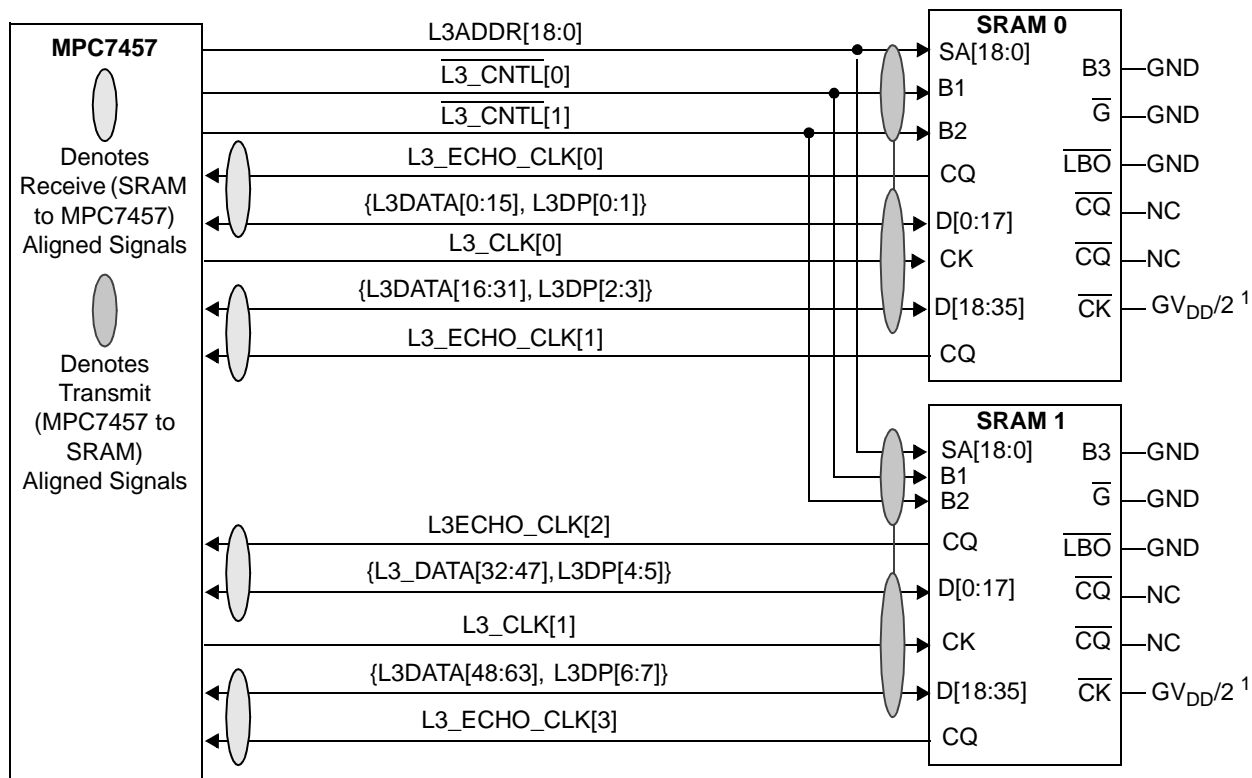 MPC7457
Denotes
Receive (SRAM
to MPC7457)
Aligned Signals
Denotes
Transmit
(MPC7457 to
SRAM)
Aligned Signals
L3ADDR[18:0]
L3_CNTL[0]
L3_CNTL[1]
L3_ECHO_CLK[0]
{L3DATA[0:15], L3DP[0:1]}
L3_CLK[0]
{L3DATA[16:31], L3DP[2:3]}
L3_ECHO_CLK[1]
SRAM 0
SA[18:0]
B1
B2
CQ
D[0:17]
CK
D[18:35]
CQ
B3 GND
G GND
LBO GND
CQ NC
CQ NC
CK GVDD/2 1
L3ECHO_CLK[2]
{L3_DATA[32:47], L3DP[4:5]}
L3_CLK[1]
{L3DATA[48:63], L3DP[6:7]}
L3_ECHO_CLK[3]
SRAM 1
SA[18:0]
B1
B2
CQ
D[0:17]
CK
D[18:35]
CQ
B3 GND
G GND
LBO GND
CQ NC
CQ NC
CK GVDD/2 1